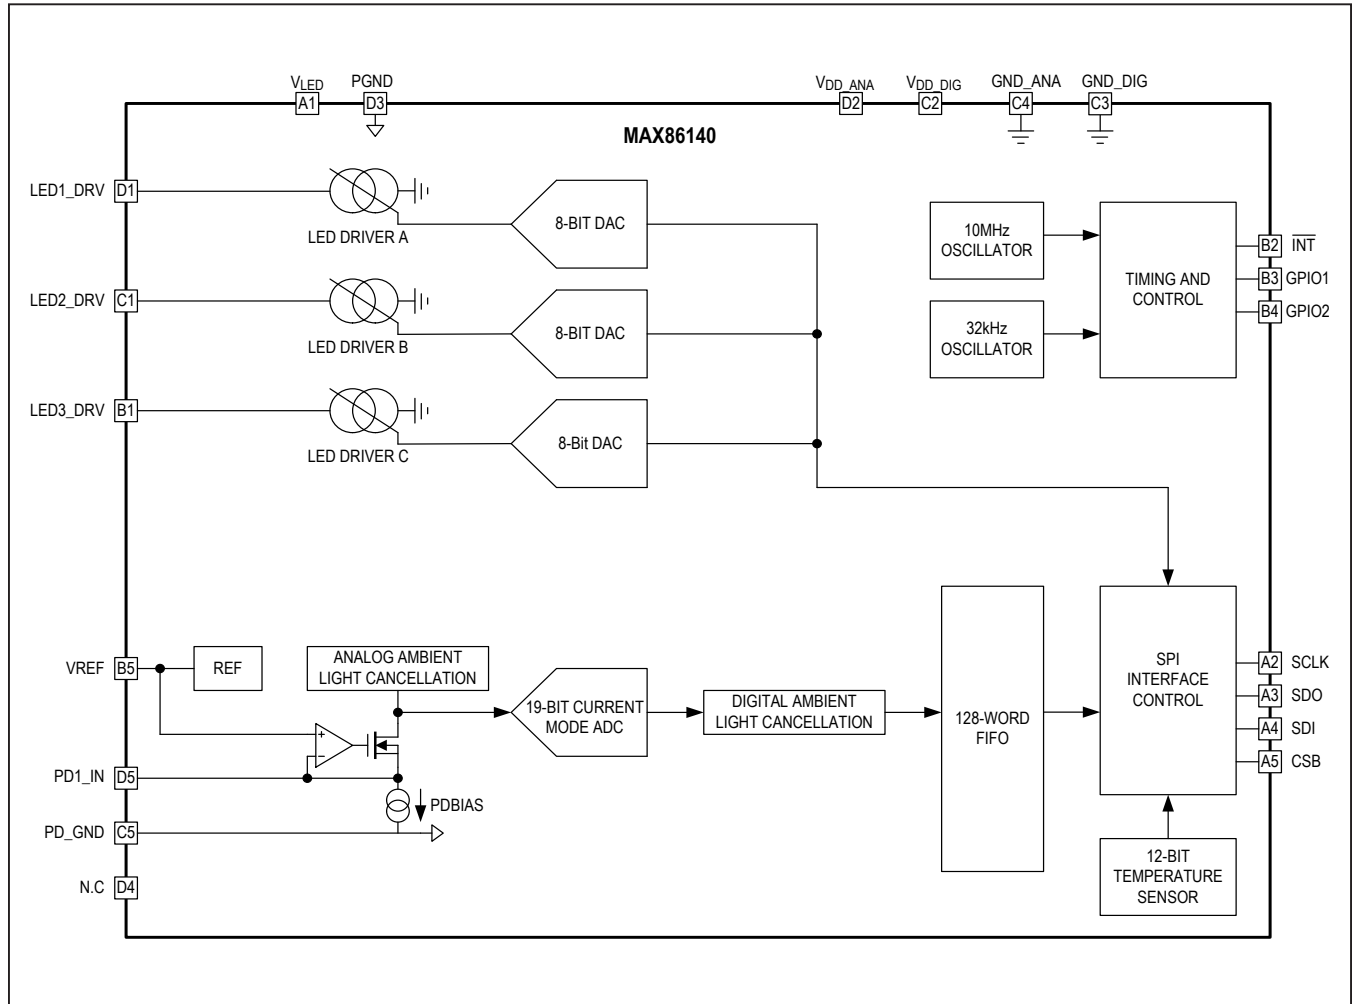 VLED
PGND
VDD_ANA
VDD_DIG
GND_ANA
GND_DIG
A1
D3
D2
C2
C4
C3
MAX86140
LED1_DRV
D1
LED DRIVER A
8-BIT DAC
LED2_DRV
C1
LED DRIVER B
8-BIT DAC
LED3_DRV
B1
LED DRIVER C
8-Bit DAC
10MHz
OSCILLATOR
32kHz
OSCILLATOR
TIMING AND
CONTROL
B2
INT
B3
GPIO1
B4
GPIO2
VREF
B5
REF
ANALOG AMBIENT
LIGHT CANCELLATION
+
−
PD1_IN
D5
PDBIAS
PD_GND
C5
N.C
D4
19-BIT CURRENT
MODE ADC
DIGITAL AMBIENT
LIGHT CANCELLATION
128-WORD
FIFO
SPI
INTERFACE
CONTROL
A2
SCLK
A3
SDO
A4
SDI
A5
CSB
12-BIT
TEMPERATURE
SENSOR